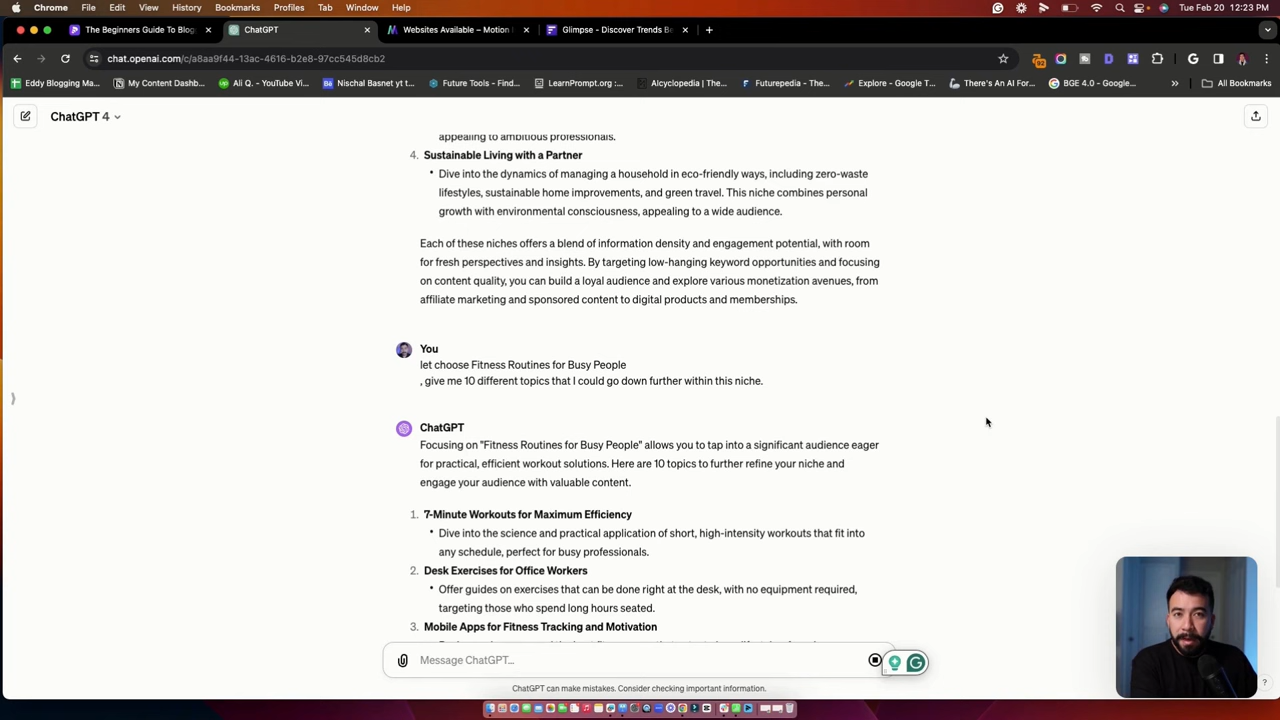 Chrome File Edit View History Bookmarks Profiles Tab Window Help
Tue Feb 20 12:23 PM
The Beginners Guide To Blog
ChatGPT
Websites Available – Motion
Glimpse - Discover Trends Be
chat.openai.com/c/a8aa9f44-13ac-4616-b2e8-97cc545d8cb2
92
Eddy Blogging Ma...
My Content Dashb...
Ali Q. - YouTube Vi...
Nischal Basnet yt t...
Future Tools - Find...
LearnPrompt.org :...
AIcyclopedia | The...
Futurepedia - The...
Explore - Google T...
There's An AI For...
BGE 4.0 - Google...
»
All Bookmarks
ChatGPT 4
appealing to ambitious professionals.
4. Sustainable Living with a Partner
• Dive into the dynamics of managing a household in eco-friendly ways, including zero-waste
lifestyles, sustainable home improvements, and green travel. This niche combines personal
growth with environmental consciousness, appealing to a wide audience.
Each of these niches offers a blend of information density and engagement potential, with room
for fresh perspectives and insights. By targeting low-hanging keyword opportunities and focusing
on content quality, you can build a loyal audience and explore various monetization avenues, from
affiliate marketing and sponsored content to digital products and memberships.
You
let choose Fitness Routines for Busy People
, give me 10 different topics that I could go down further within this niche.
ChatGPT
Focusing on "Fitness Routines for Busy People" allows you to tap into a significant audience eager
for practical, efficient workout solutions. Here are 10 topics to further refine your niche and
engage your audience with valuable content.
1. 7-Minute Workouts for Maximum Efficiency
• Dive into the science and practical application of short, high-intensity workouts that fit into
any schedule, perfect for busy professionals.
2. Desk Exercises for Office Workers
• Offer guides on exercises that can be done right at the desk, with no equipment required,
targeting those who spend long hours seated.
3. Mobile Apps for Fitness Tracking and Motivation
Message ChatGPT...
ChatGPT can make mistakes. Consider checking important information.
?